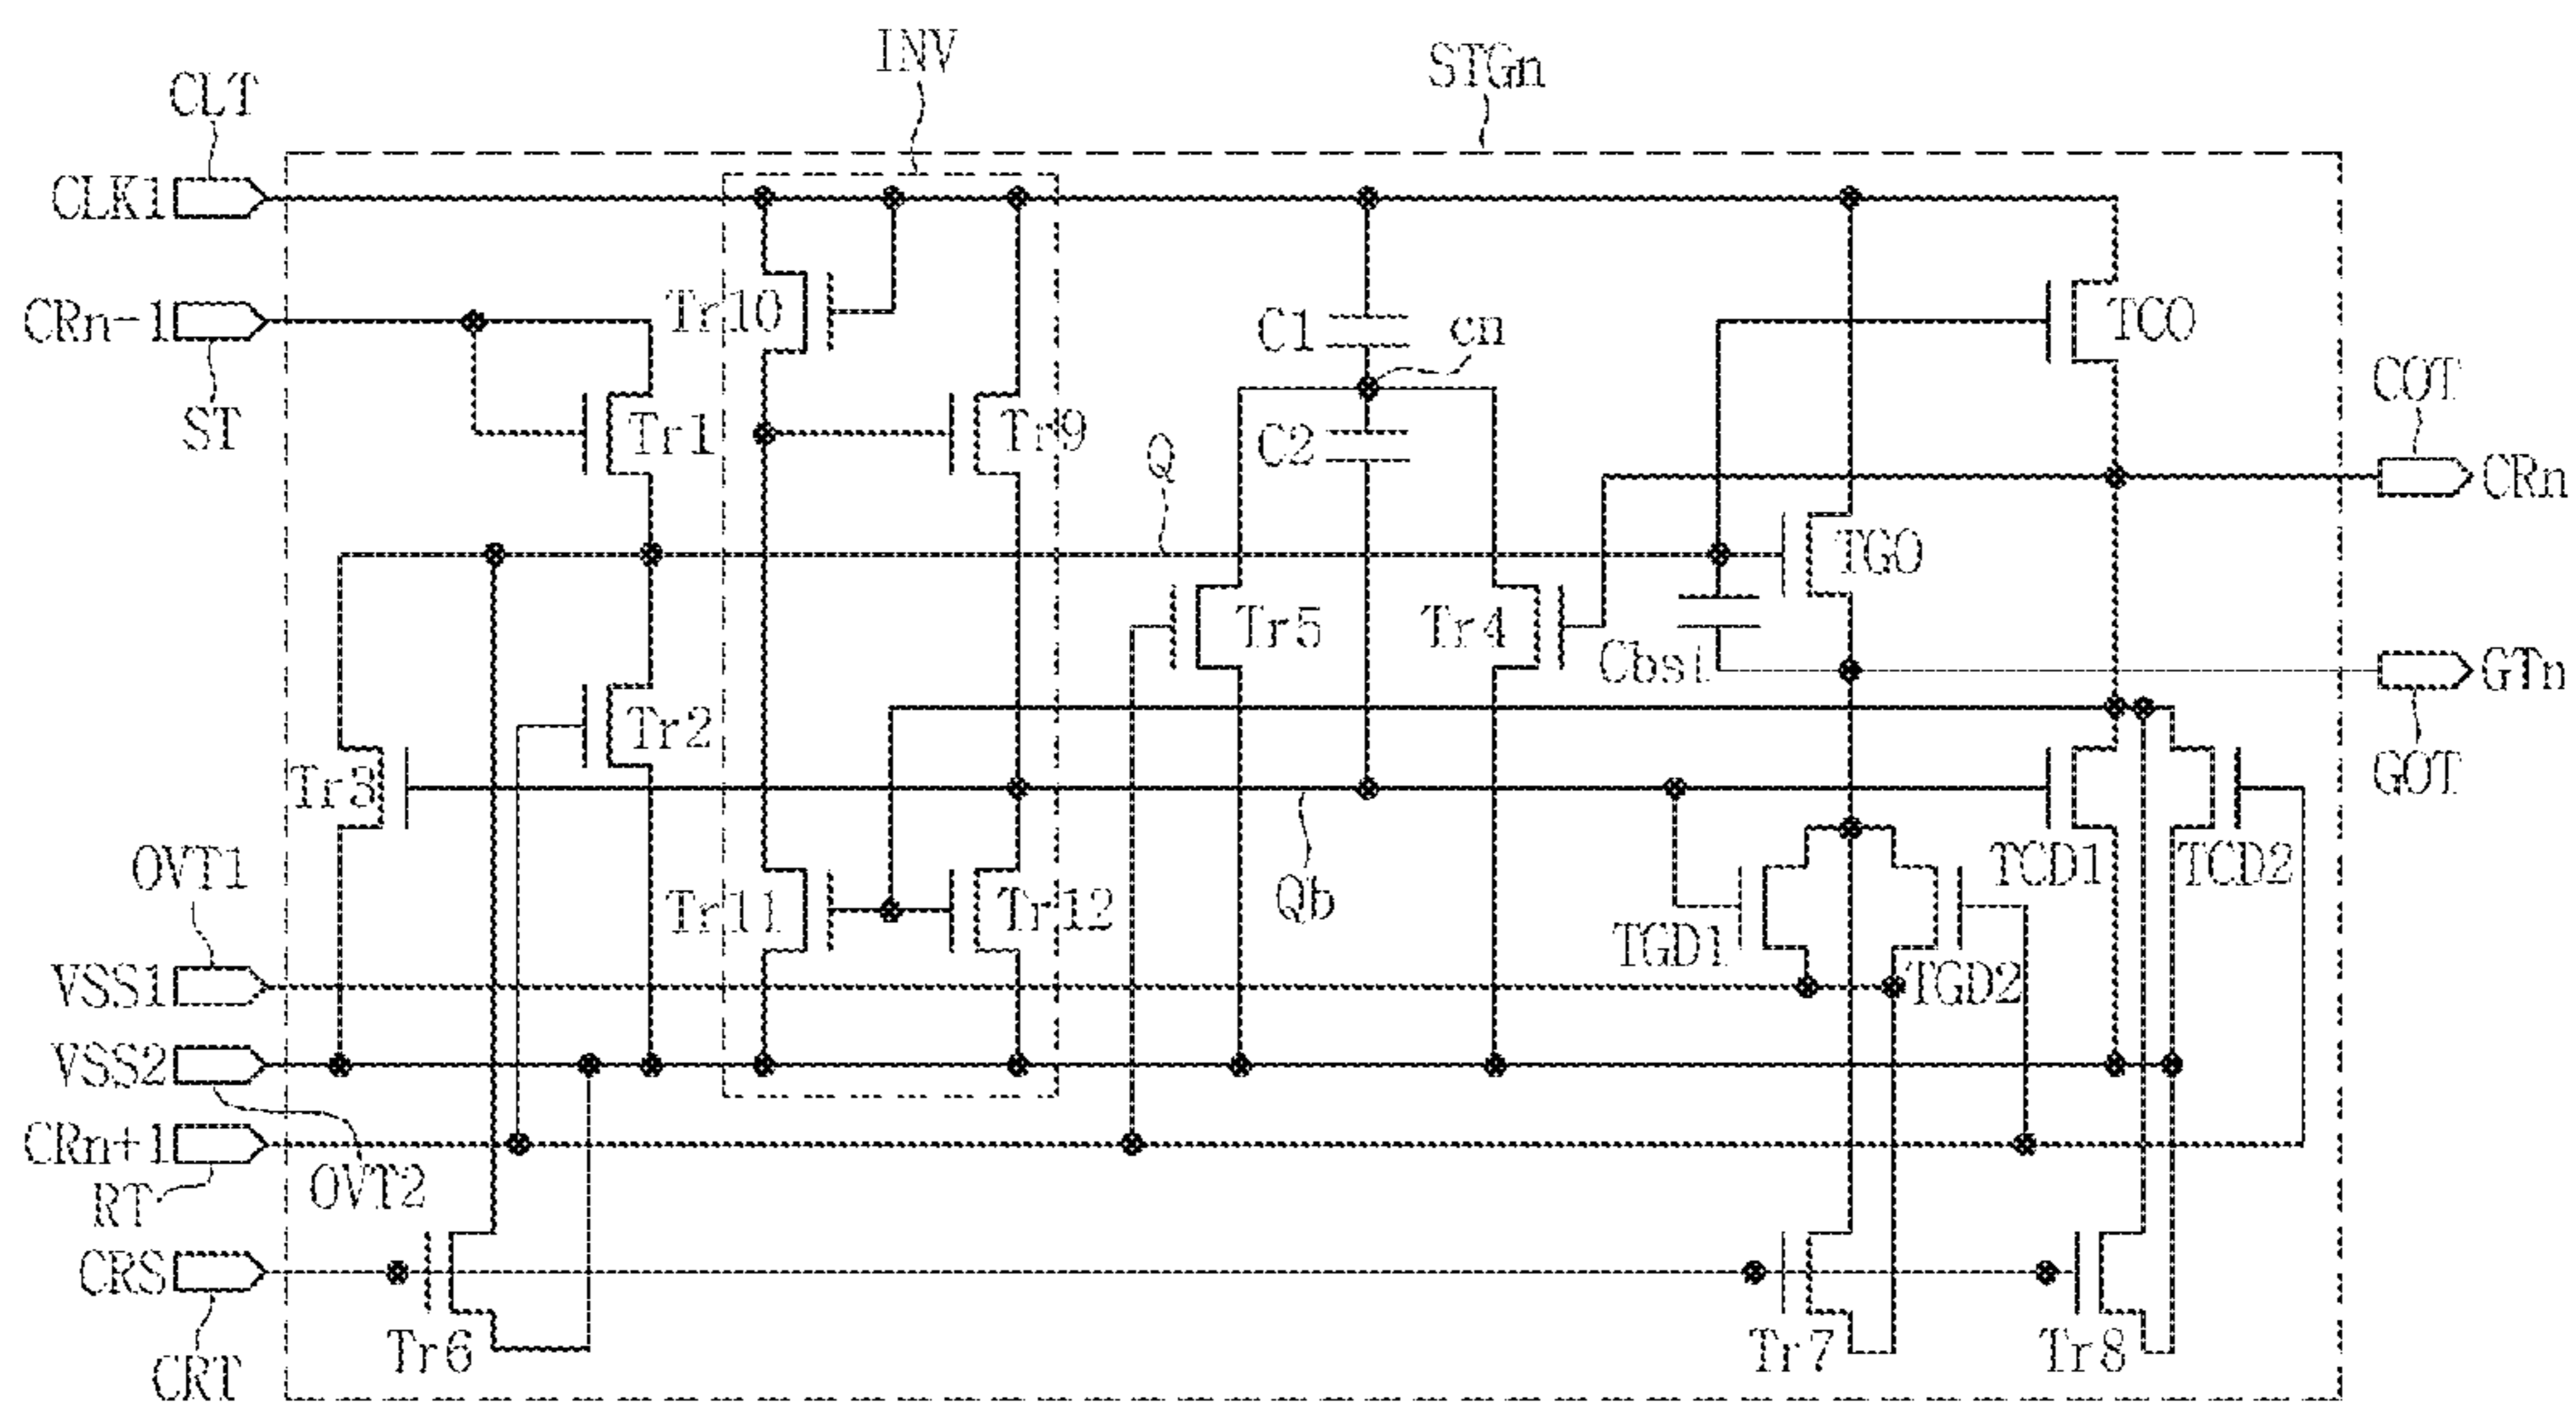 INV
STGn
CLT
CLK1
Tr10
TCO
CRn-1
C1
cn
COT
ST
Tr1
Tr9
C2
Q
CRn
TGO
Tr5
Tr4
Cbs1
GTn
Tr2
Tr3
GOT
OVT1
TCD1
TCD2
Qb
Tr11
Tr12
TGD1
VSS1
TGD2
VSS2
CRn+1
OVT2
RT
CRS
Tr6
Tr7
Tr8
CRT